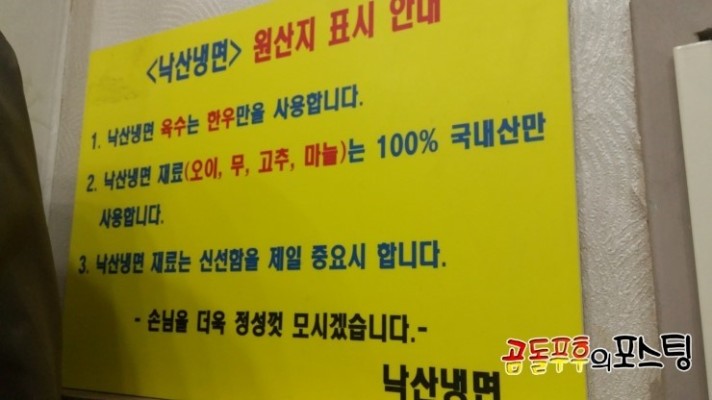 <낙산냉면> 원산지 표시 안내
1. 낙산냉면 육수는 한우만을 사용합니다.
2. 낙산냉면 재료(오이, 무, 고추, 마늘)는 100% 국내산만
사용합니다.
3. 낙산냉면 재료는 신선함을 제일 중요시 합니다.
- 손님을 더욱 정성껏 모시겠습니다.-
낙산냉면
곰돌푸우의포스팅